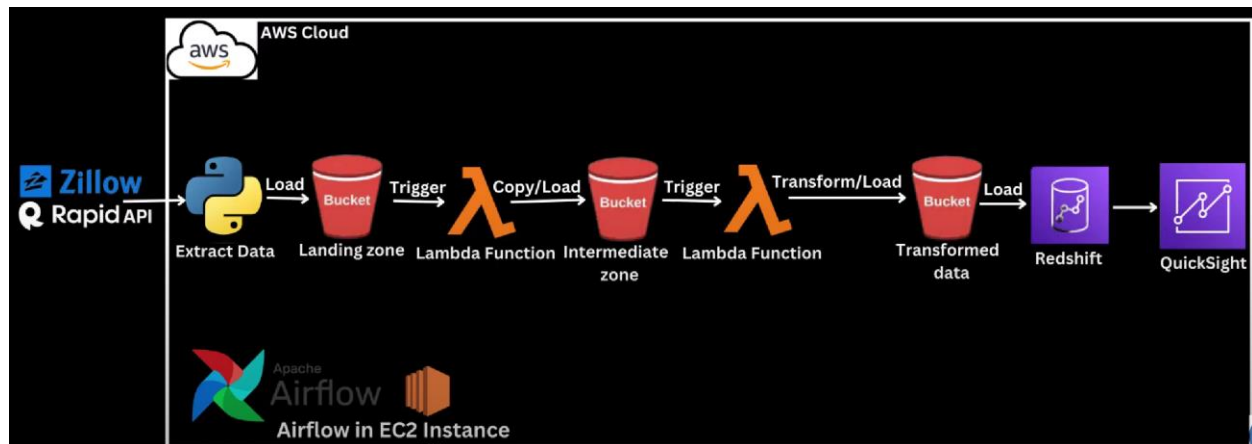 aws
AWS Cloud
Zillow
Rapid API
Extract Data
Load
Bucket
Landing zone
Trigger
Lambda Function
Copy/Load
Bucket
Intermediate
zone
Trigger
Lambda Function
Transform/Load
Bucket
Transformed
data
Load
Redshift
QuickSight
Apache
Airflow
Airflow in EC2 Instance